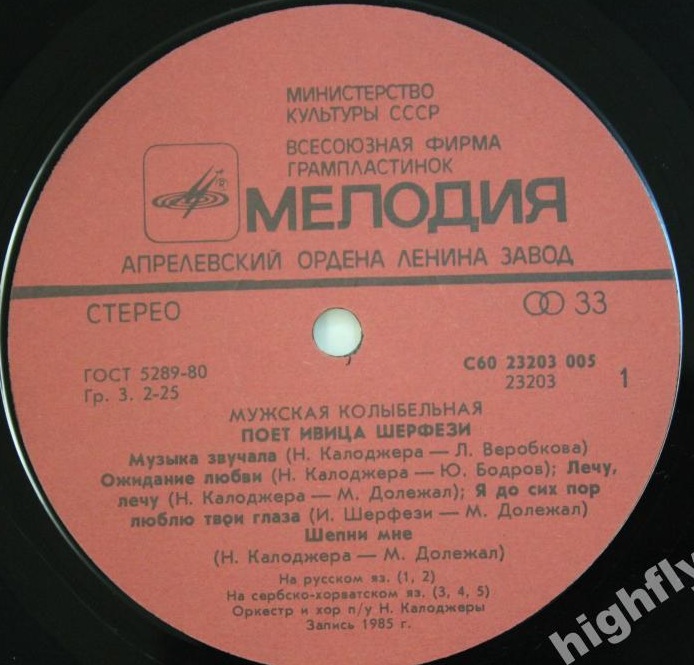 МИНИСТЕРСТВО
КУЛЬТУРЫ СССР
ВСЕСОЮЗНАЯ ФИРМА
ГРАМПЛАСТИНОК
МЕЛОДИЯ
АПРЕЛЕВСКИЙ ОРДЕНА ЛЕНИНА ЗАВОД
СТЕРЕО
33
ГОСТ 5289-80
Гр. 3. 2-25
С60 23203 005
23203
1
МУЖСКАЯ КОЛЫБЕЛЬНАЯ
ПОЕТ ИВИЦА ШЕРФЕЗИ
Музыка звучала (Н. Калоджера — Л. Веробкова)
Ожидание любви (Н. Калоджера — Ю. Бодров); Лечу,
лечу (Н. Калоджера — М. Долежал); Я до сих пор
люблю твои глаза (И. Шерфези — М. Долежал)
Шепни мне
(Н. Калоджера — М. Долежал)
На русском яз. (1, 2)
На сербско-хорватском яз. (3, 4, 5)
Оркестр и хор п/у Н. Калоджеры
Запись 1985 г.
highfly